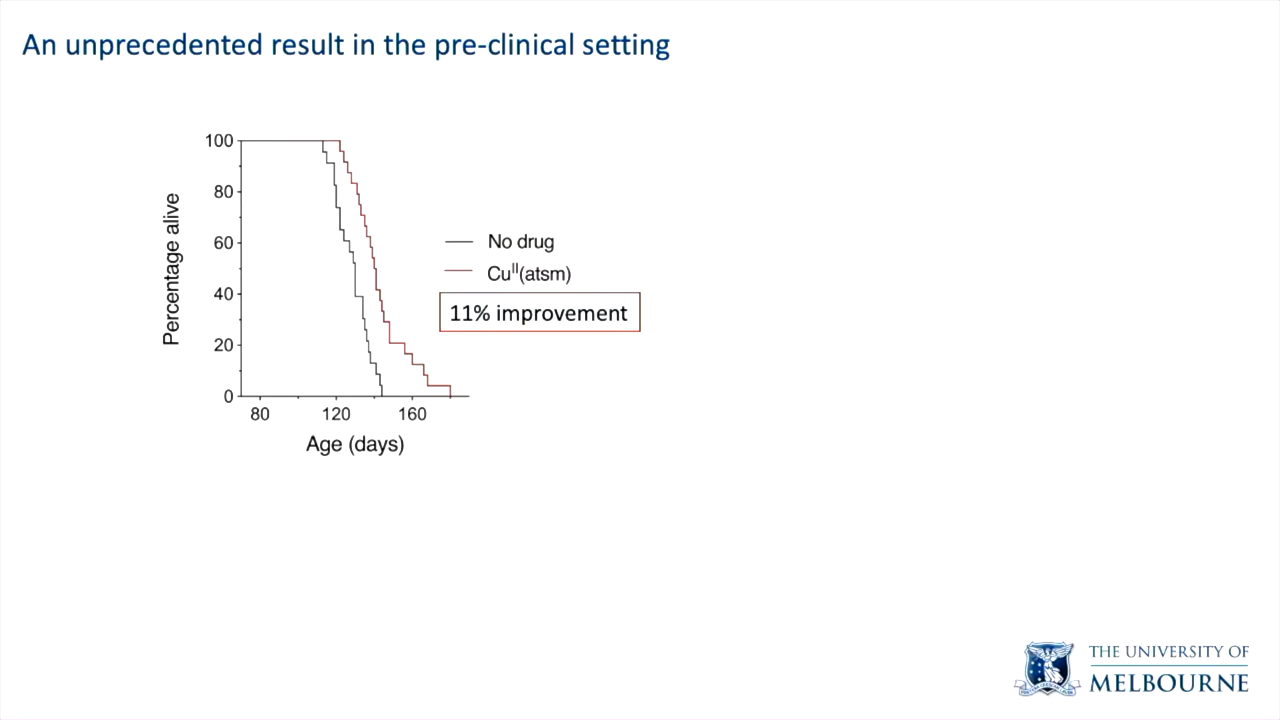 An unprecedented result in the pre-clinical setting
100
80
60
40
20
0
Percentage alive
80 120 160
Age (days)
No drug
Cuᴵᴵ(atsm)
11% improvement
THE UNIVERSITY OF
MELBOURNE